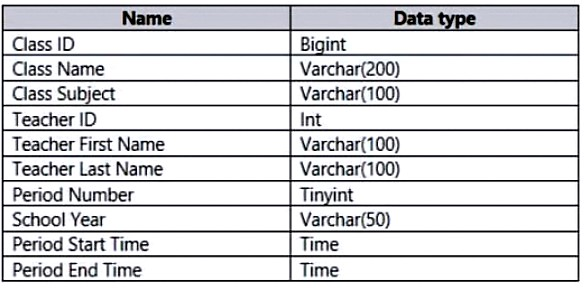 Name Data type
Class ID Bigint
Class Name Varchar(200)
Class Subject Varchar(100)
Teacher ID Int
Teacher First Name Varchar(100)
Teacher Last Name Varchar(100)
Period Number Tinyint
School Year Varchar(50)
Period Start Time Time
Period End Time Time